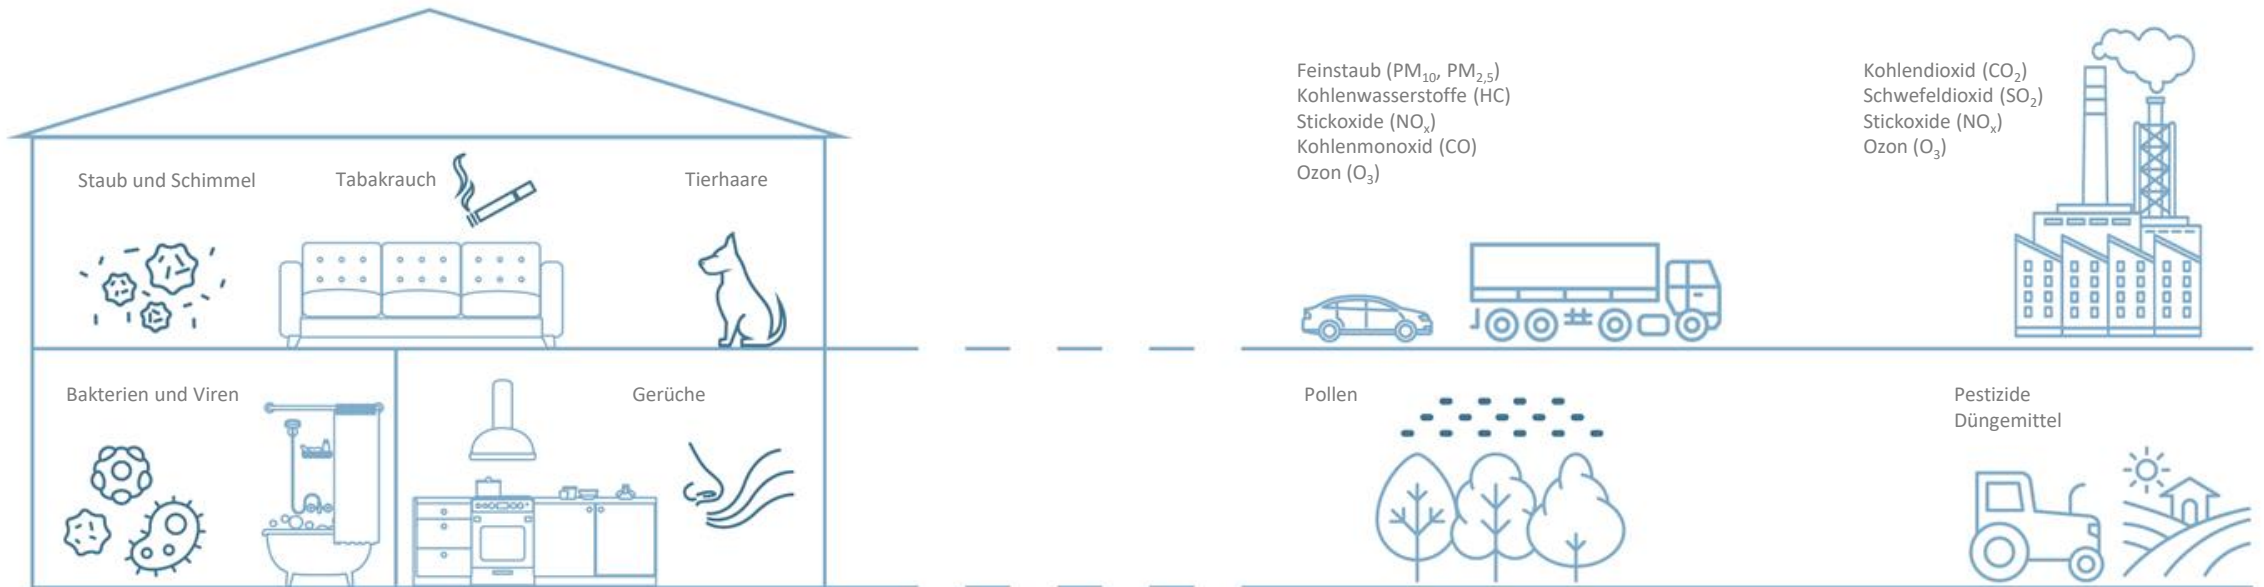 Staub und Schimmel
Tabakrauch
Tierhaare
Bakterien und Viren
Gerüche
Feinstaub (PM₁₀, PM₂,₅)
Kohlenwasserstoffe (HC)
Stickoxide (NOₓ)
Kohlenmonoxid (CO)
Ozon (O₃)
Kohlendioxid (CO₂)
Schwefeldioxid (SO₂)
Stickoxide (NOₓ)
Ozon (O₃)
Pollen
Pestizide
Düngemittel